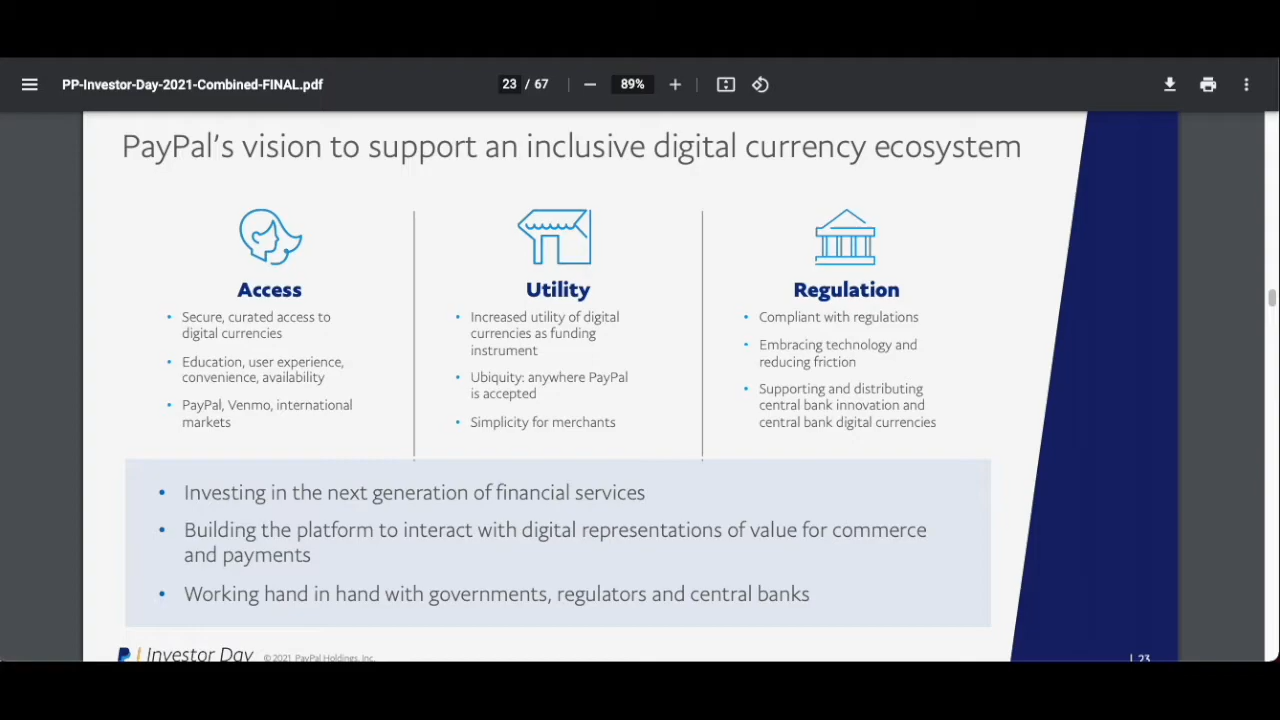 PP-Investor-Day-2021-Combined-FINAL.pdf
23 / 67
89%
PayPal's vision to support an inclusive digital currency ecosystem
Access
• Secure, curated access to
digital currencies
• Education, user experience,
convenience, availability
• PayPal, Venmo, international
markets
Utility
• Increased utility of digital
currencies as funding
instrument
• Ubiquity: anywhere PayPal
is accepted
• Simplicity for merchants
Regulation
• Compliant with regulations
• Embracing technology and
reducing friction
• Supporting and distributing
central bank innovation and
central bank digital currencies
• Investing in the next generation of financial services
• Building the platform to interact with digital representations of value for commerce
and payments
• Working hand in hand with governments, regulators and central banks
Investor Day
© 2021 PayPal Holdings, Inc.
| 23